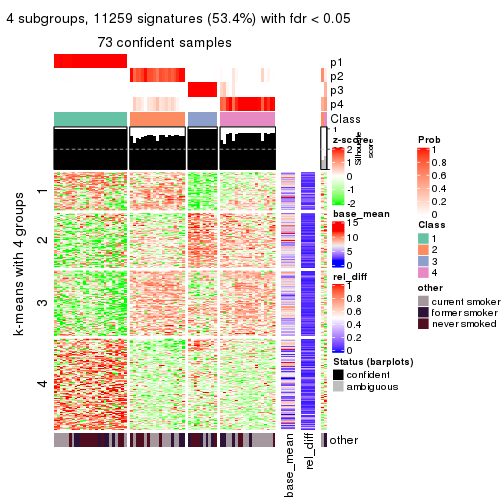 4 subgroups, 11259 signatures (53.4%) with fdr < 0.05
73 confident samples
p1
p2
p3
p4
Class
1
Silhouette
score
k-means with 4 groups
1
2
3
4
base_mean
rel_diff
other
z-score
2
1
0
-1
-2
base_mean
15
10
5
0
rel_diff
1
0.8
0.6
0.4
0.2
0
Status (barplots)
confident
ambiguous
Prob
1
0.8
0.6
0.4
0.2
0
Class
1
2
3
4
other
current smoker
former smoker
never smoked